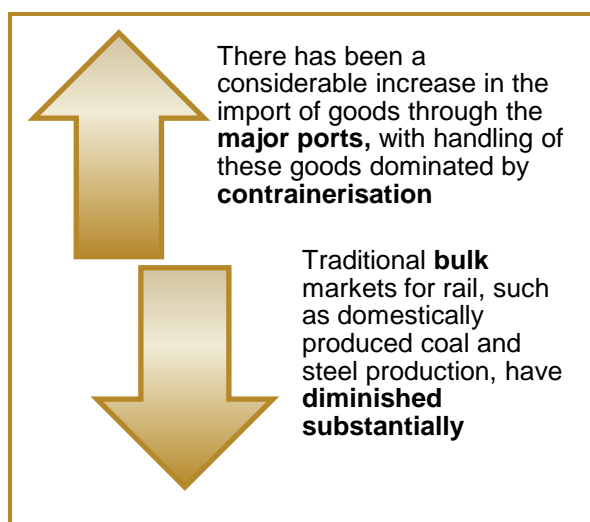 There has been a
considerable increase in the
import of goods through the
major ports, with handling of
these goods dominated by
contrainerisation
Traditional bulk
markets for rail, such
as domestically
produced coal and
steel production, have
diminished
substantially